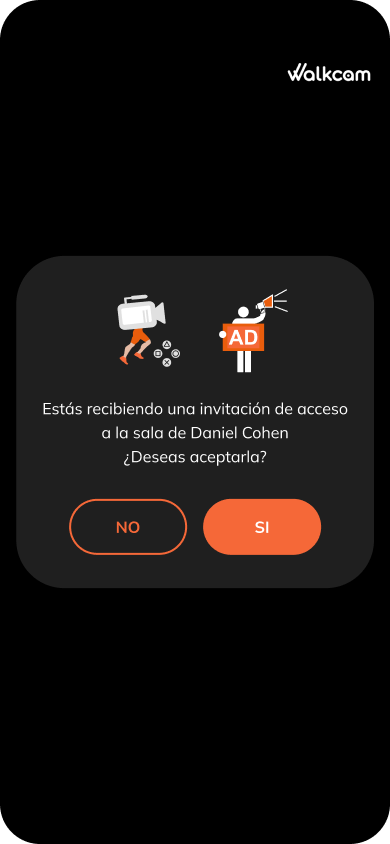 Walkcam
AD
Estás recibiendo una invitación de acceso
a la sala de Daniel Cohen
¿Deseas aceptarla?
NO
SI